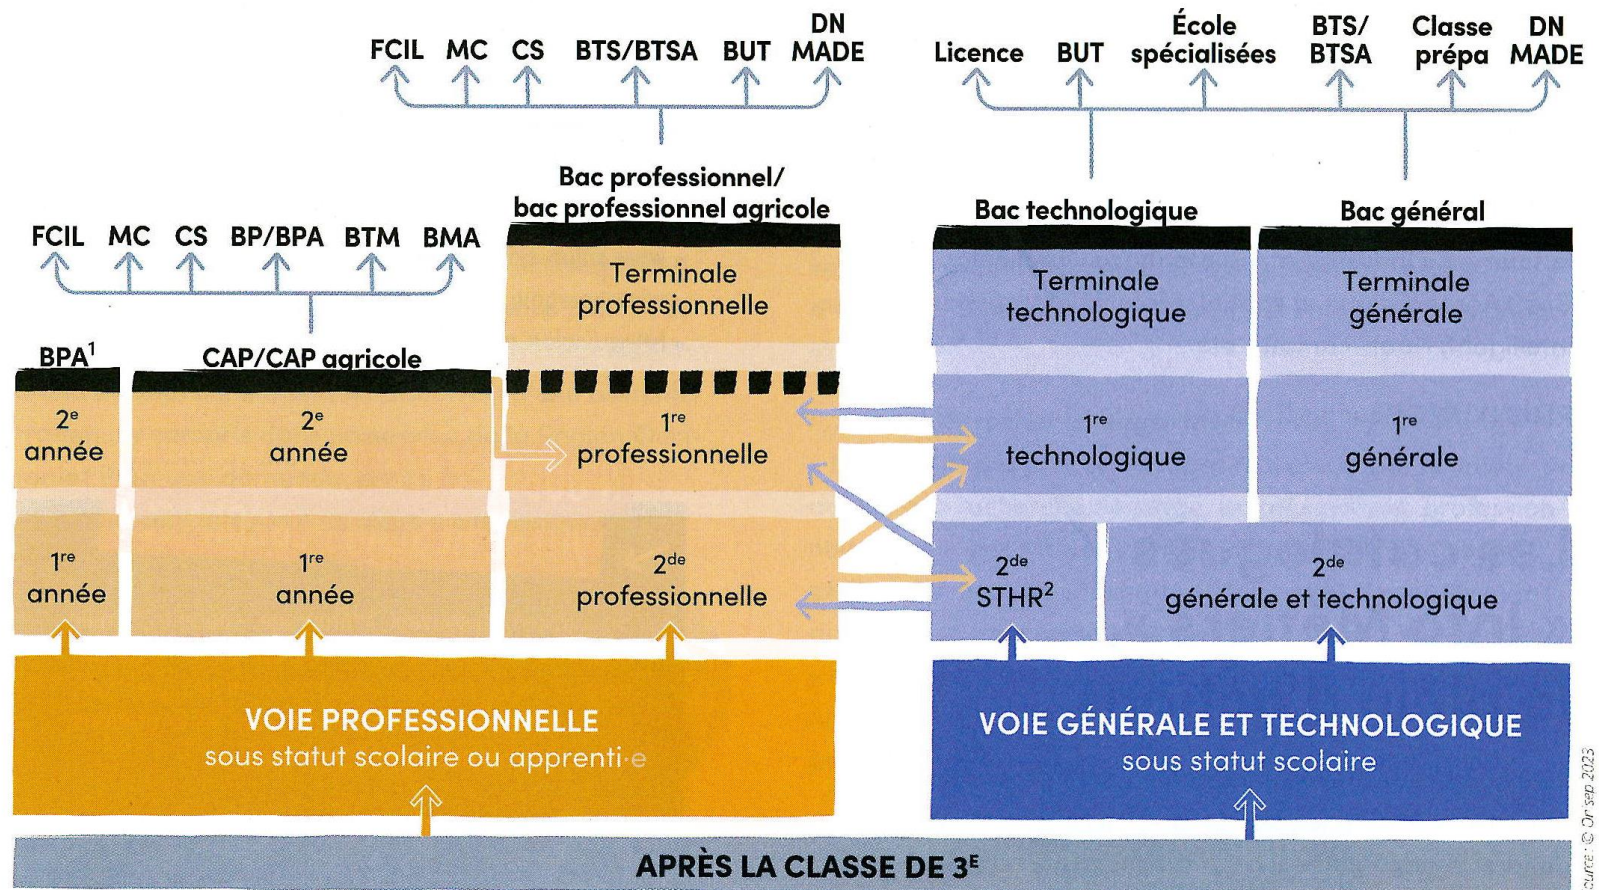 FCIL MC CS BTS/BTSA BUT DN MADE
Licence BUT École spécialisées BTS/BTSA Classe prépa DN MADE
Bac professionnel/
bac professionnel agricole
Bac technologique
Bac général
FCIL MC CS BP/BPA BTM BMA
Terminale
professionnelle
Terminale
technologique
Terminale
générale
BPA¹
CAP/CAP agricole
2e
année
2e
année
1re
professionnelle
1re
technologique
1re
générale
1re
année
1re
année
2de
professionnelle
2de
STHR²
2de
générale et technologique
VOIE PROFESSIONNELLE
sous statut scolaire ou apprenti·e
VOIE GÉNÉRALE ET TECHNOLOGIQUE
sous statut scolaire
APRÈS LA CLASSE DE 3E
© 2023